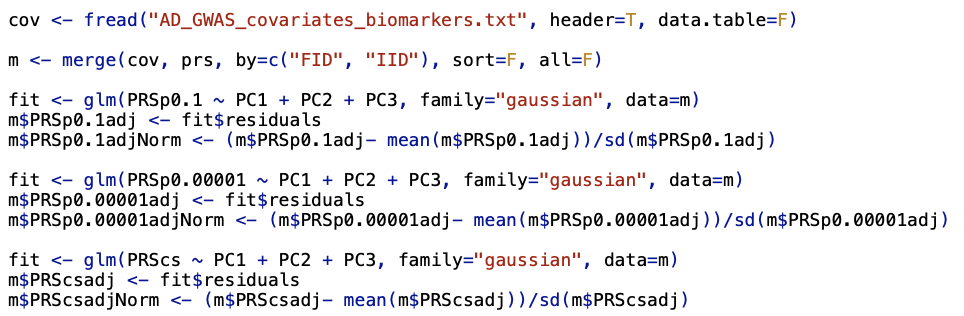 cov <- fread("AD_GWAS_covariates_biomarkers.txt", header=T, data.table=F)
m <- merge(cov, prs, by=c("FID", "IID"), sort=F, all=F)
fit <- glm(PRSp0.1 ~ PC1 + PC2 + PC3, family="gaussian", data=m)
m$PRSp0.1adj <- fit$residuals
m$PRSp0.1adjNorm <- (m$PRSp0.1adj- mean(m$PRSp0.1adj))/sd(m$PRSp0.1adj)
fit <- glm(PRSp0.00001 ~ PC1 + PC2 + PC3, family="gaussian", data=m)
m$PRSp0.00001adj <- fit$residuals
m$PRSp0.00001adjNorm <- (m$PRSp0.00001adj- mean(m$PRSp0.00001adj))/sd(m$PRSp0.00001adj)
fit <- glm(PRScs ~ PC1 + PC2 + PC3, family="gaussian", data=m)
m$PRScsadj <- fit$residuals
m$PRScsadjNorm <- (m$PRScsadj- mean(m$PRScsadj))/sd(m$PRScsadj)